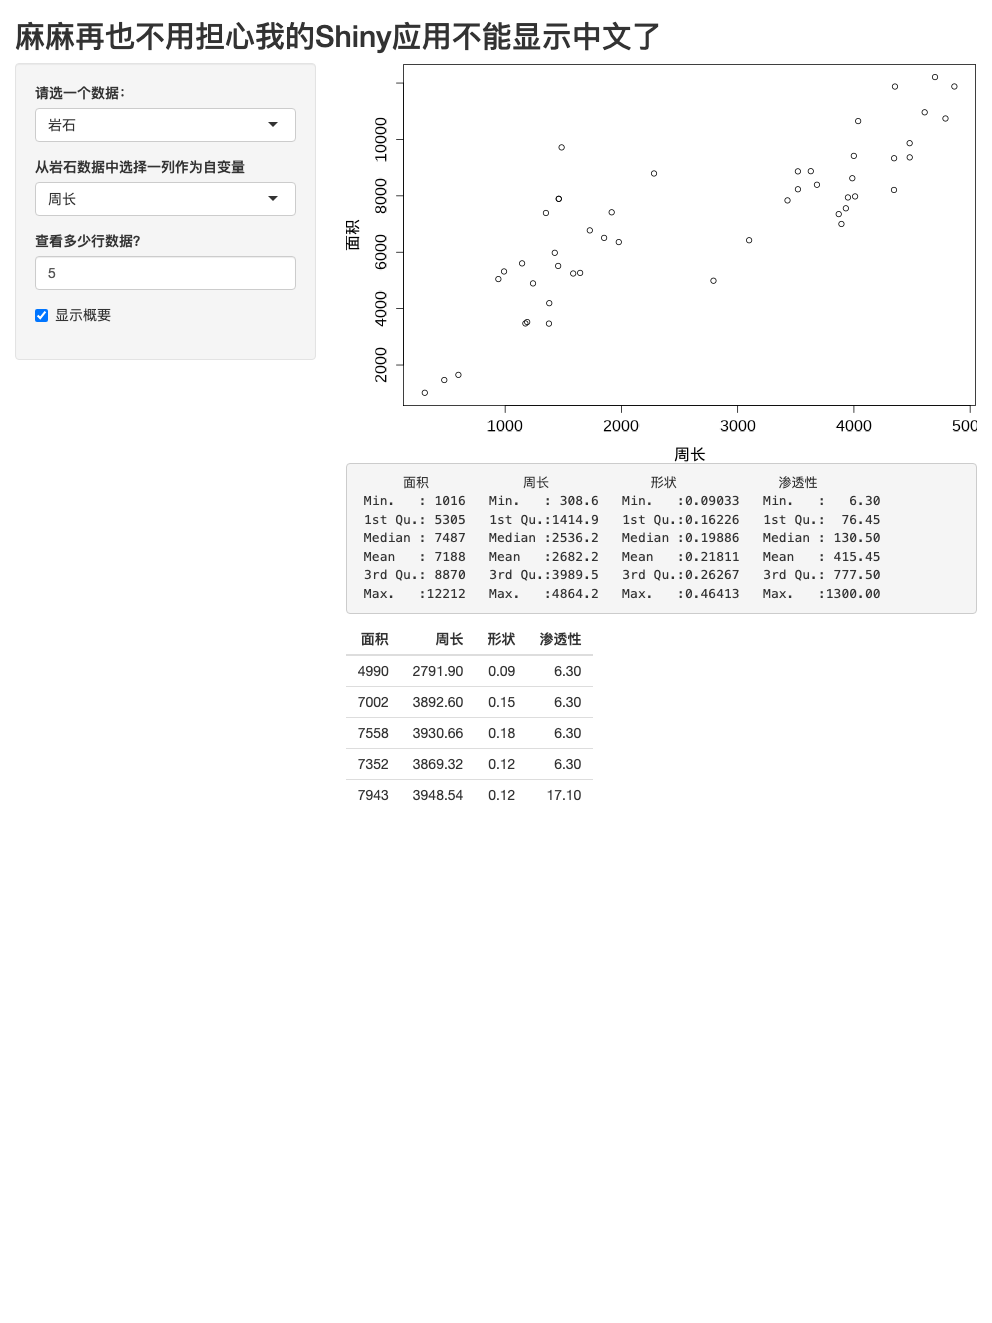 麻麻再也不用担心我的Shiny应用不能显示中文了
请选一个数据：
岩石
从岩石数据中选择一列作为自变量
周长
查看多少行数据?
5
显示概要
面积
10000
8000
6000
4000
2000
1000 2000 3000 4000 500
周长
面积 周长 形状 渗透性
Min. : 1016 Min. : 308.6 Min. :0.09033 Min. : 6.30
1st Qu.: 5305 1st Qu.:1414.9 1st Qu.:0.16226 1st Qu.: 76.45
Median : 7487 Median :2536.2 Median :0.19886 Median : 130.50
Mean : 7188 Mean :2682.2 Mean :0.21811 Mean : 415.45
3rd Qu.: 8870 3rd Qu.:3989.5 3rd Qu.:0.26267 3rd Qu.: 777.50
Max. :12212 Max. :4864.2 Max. :0.46413 Max. :1300.00
面积 周长 形状 渗透性
4990 2791.90 0.09 6.30
7002 3892.60 0.15 6.30
7558 3930.66 0.18 6.30
7352 3869.32 0.12 6.30
7943 3948.54 0.12 17.10